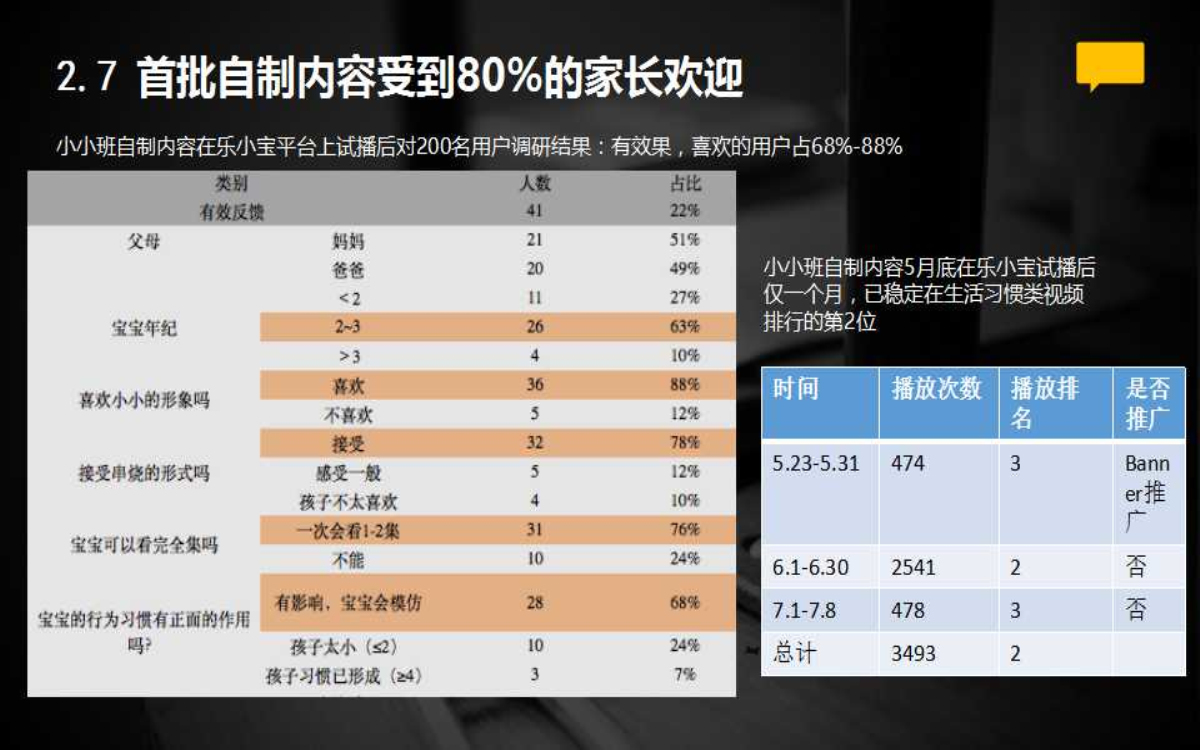 2.7 首批自制内容受到80%的家长欢迎
小小班自制内容在乐小宝平台上试播后对200名用户调研结果：有效果，喜欢的用户占68%-88%
类别 人数 占比
有效反馈 41 22%
父母 妈妈 21 51%
爸爸 20 49%
<2 11 27%
宝宝年纪 2~3 26 63%
>3 4 10%
喜欢小小的形象吗 喜欢 36 88%
不喜欢 5 12%
接受 32 78%
接受串烧的形式吗 感受一般 5 12%
孩子不太喜欢 4 10%
宝宝可以看完全集吗 一次会看1-2集 31 76%
不能 10 24%
有影响，宝宝会模仿 28 68%
宝宝的行为习惯有正面的作用
吗? 孩子太小（≤2） 10 24%
孩子习惯已形成（≥4） 3 7%
小小班自制内容5月底在乐小宝试播后
仅一个月，已稳定在生活习惯类视频
排行的第2位
时间 播放次数 播放排
名 是否
推广
5.23-5.31 474 3 Bann
er推
广
6.1-6.30 2541 2 否
7.1-7.8 478 3 否
总计 3493 2